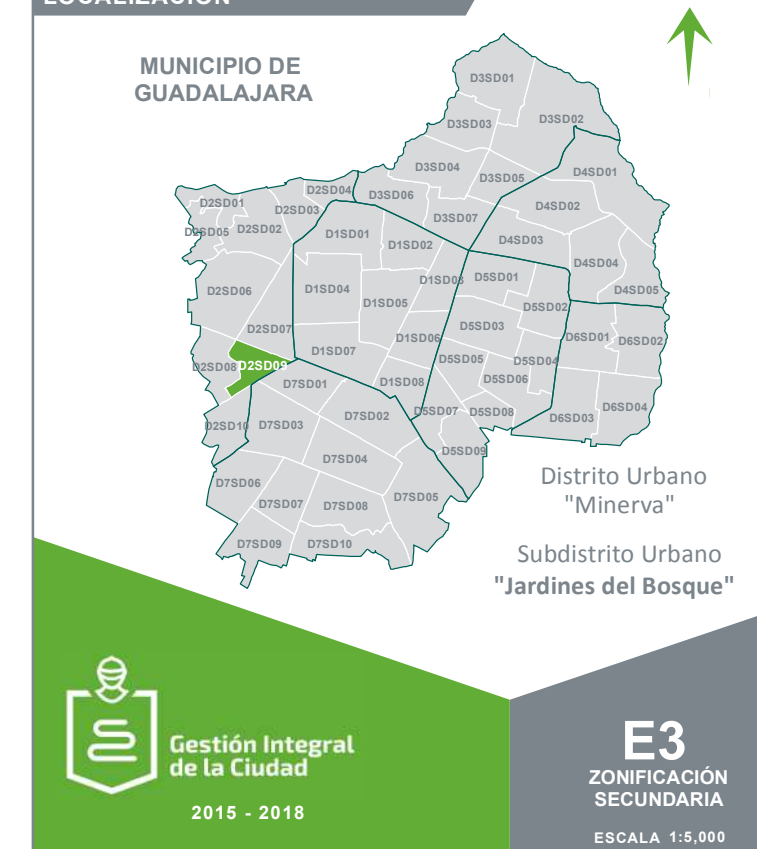 LOCALIZACIÓN
MUNICIPIO DE
GUADALAJARA
D3SD01
D3SD02
D3SD03
D3SD04
D4SD01
D3SD05
D2SD04
D3SD06
D2SD01
D2SD03
D4SD02
D3SD07
D2SD05
D2SD02
D1SD01
D1SD02
D4SD03
D4SD04
D1SD03
D5SD01
D2SD06
D1SD04
D4SD05
D1SD05
D5SD02
D2SD07
D5SD03
D1SD06
D6SD01
D6SD02
D1SD07
D5SD05
D5SD04
D2SD08
D2SD09
D7SD01
D1SD08
D5SD06
D7SD02
D5SD07
D5SD08
D6SD04
D6SD03
D2SD10
D7SD03
D5SD09
D7SD04
D7SD06
D7SD05
D7SD07
D7SD08
D7SD09
D7SD10
Distrito Urbano
"Minerva"
Subdistrito Urbano
"Jardines del Bosque"
Gestión Integral
de la Ciudad
2015 - 2018
E3
ZONIFICACIÓN
SECUNDARIA
ESCALA 1:5,000